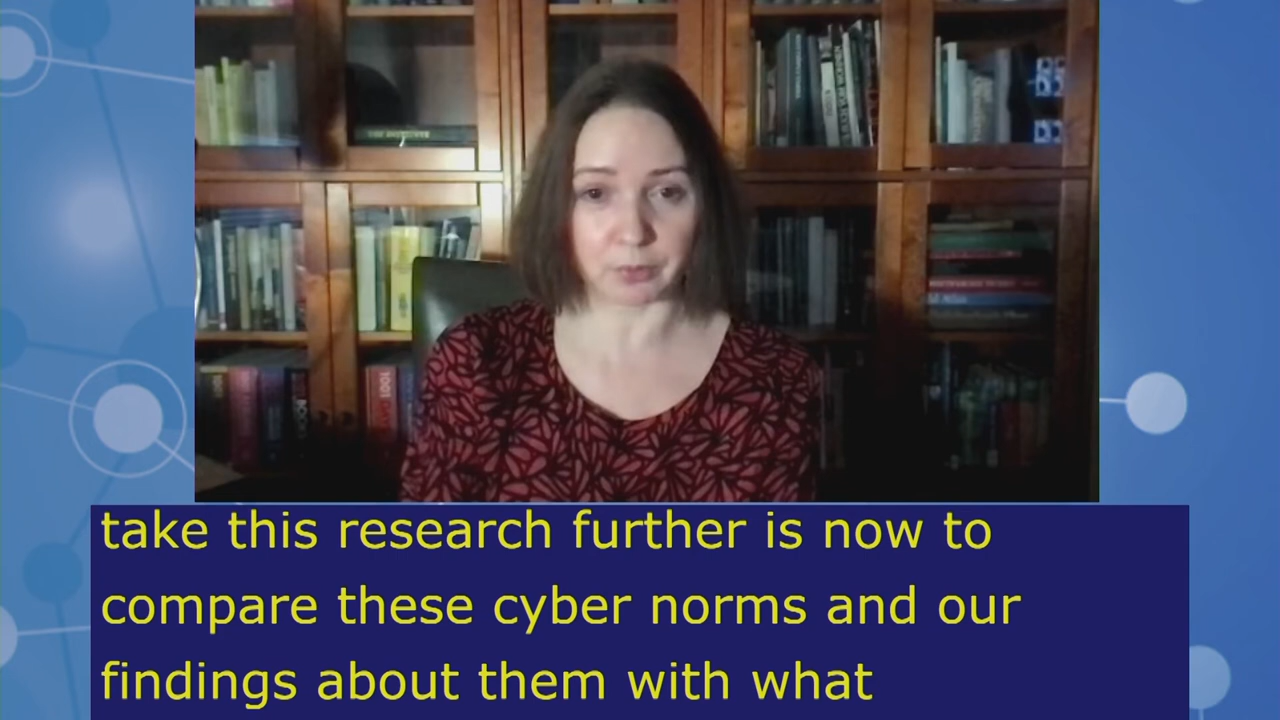 take this research further is now to
compare these cyber norms and our
findings about them with what